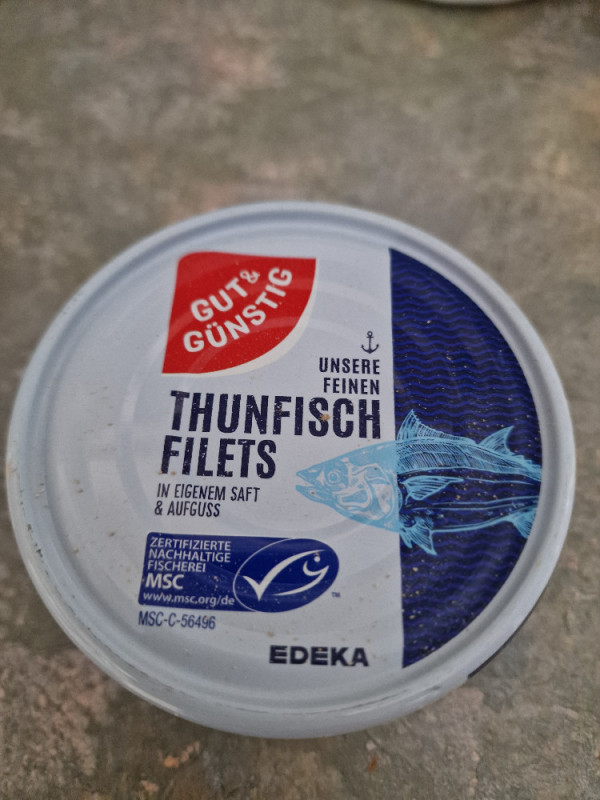 GUT&
GÜNSTIG
UNSERE
FEINEN
THUNFISCH
FILETS
IN EIGENEM SAFT
& AUFGUSS
ZERTIFIZIERTE
NACHHALTIGE
FISCHEREI
MSC
www.msc.org/de
TM
MSC-C-56496
EDEKA